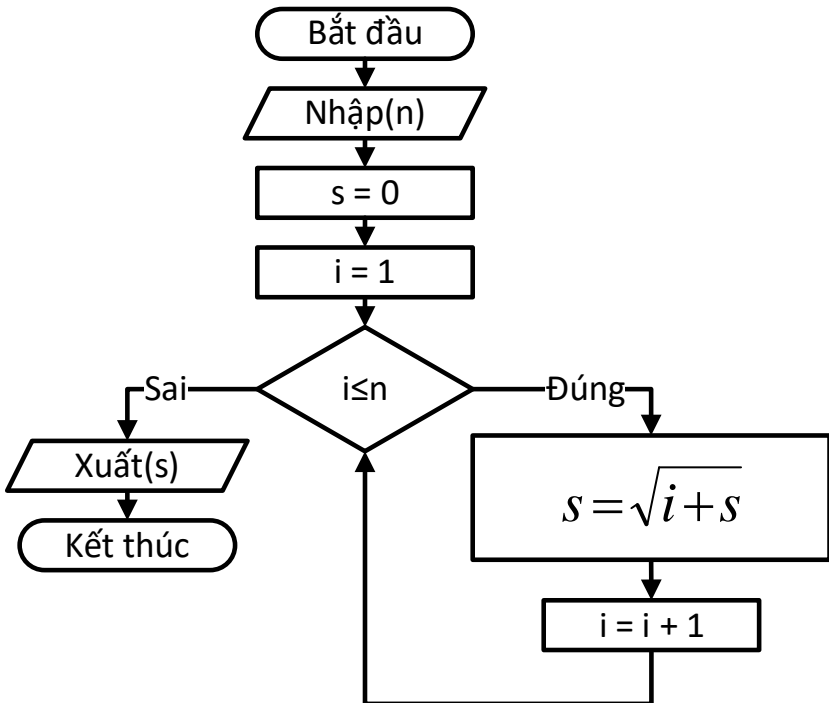 Bắt đầu
Nhập(n)
s = 0
i = 1
i≤n
Sai
Đúng
Xuất(s)
Kết thúc
s=√i+s
i = i + 1